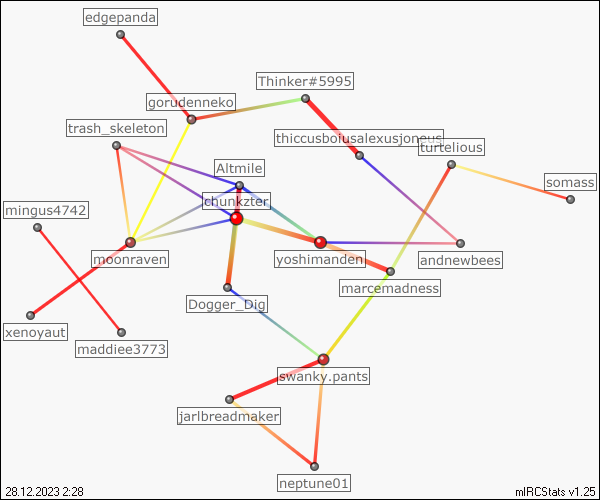 edgepanda
Thinker#5995
gorudenneko
trash_skeleton
thiccusboiusalexusjoneus
turtelious
Altmile
somass
chunkzter
mingus4742
moonraven
yoshimanden
andnewbees
marcemadness
Dogger_Dig
xenoyaut
maddiee3773
swanky.pants
jarlbreadmaker
neptune01
28.12.2023 2:28
mIRCStats v1.25